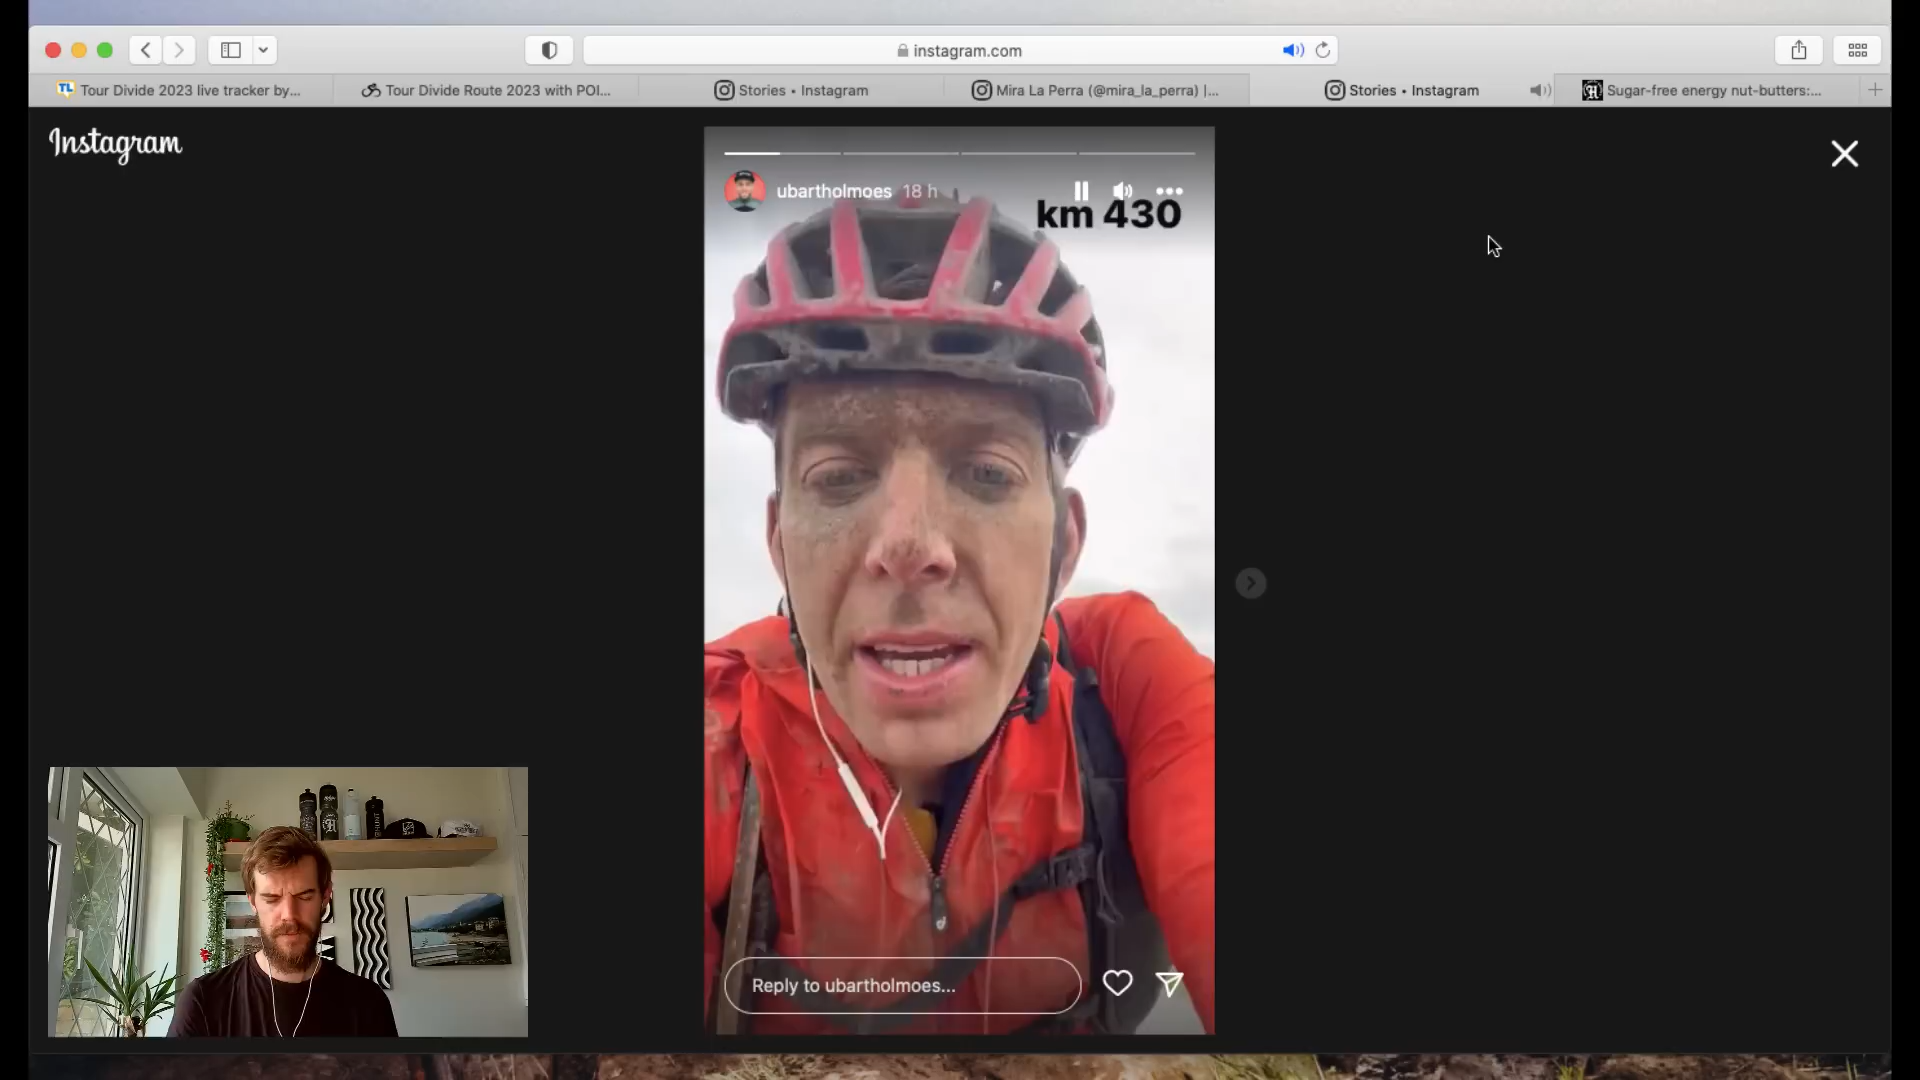 instagram.com
TL Tour Divide 2023 live tracker by...
Tour Divide Route 2023 with POI...
Stories • Instagram
Mira La Perra (@mira_la_perra) |...
Stories • Instagram
Sugar-free energy nut-butters:...
Instagram
ubartholmoes 18 h
km 430
Reply to ubartholmoes...